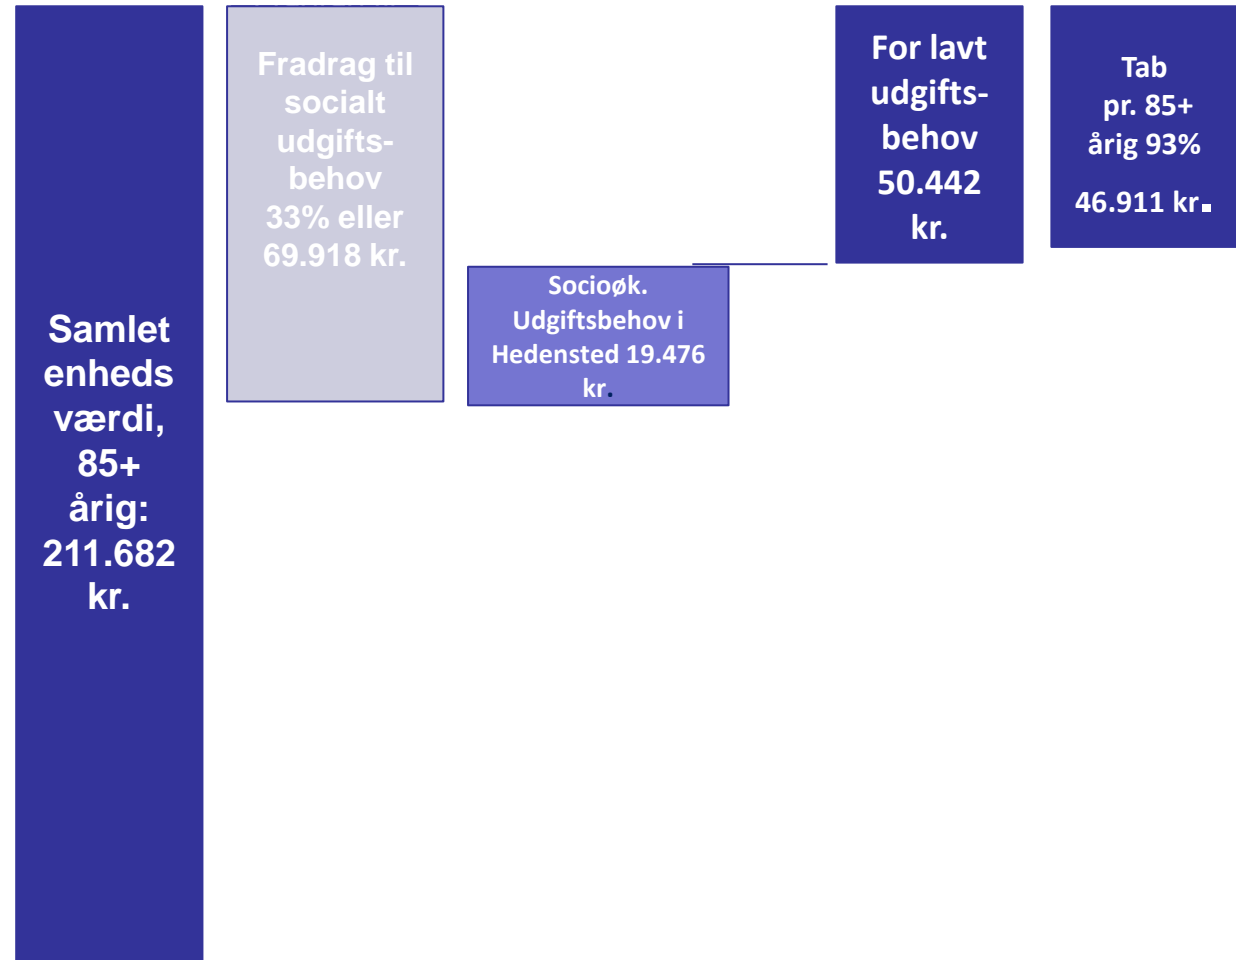 Samlet
enheds
værdi,
85+
årig:
211.682
kr.
Fradrag til
socialt
udgifts-
behov
33% eller
69.918 kr.
Socioøk.
Udgiftsbehov i
Hedensted 19.476
kr.
For lavt
udgifts-
behov
50.442
kr.
Tab
pr. 85+
årig 93%
46.911 kr.